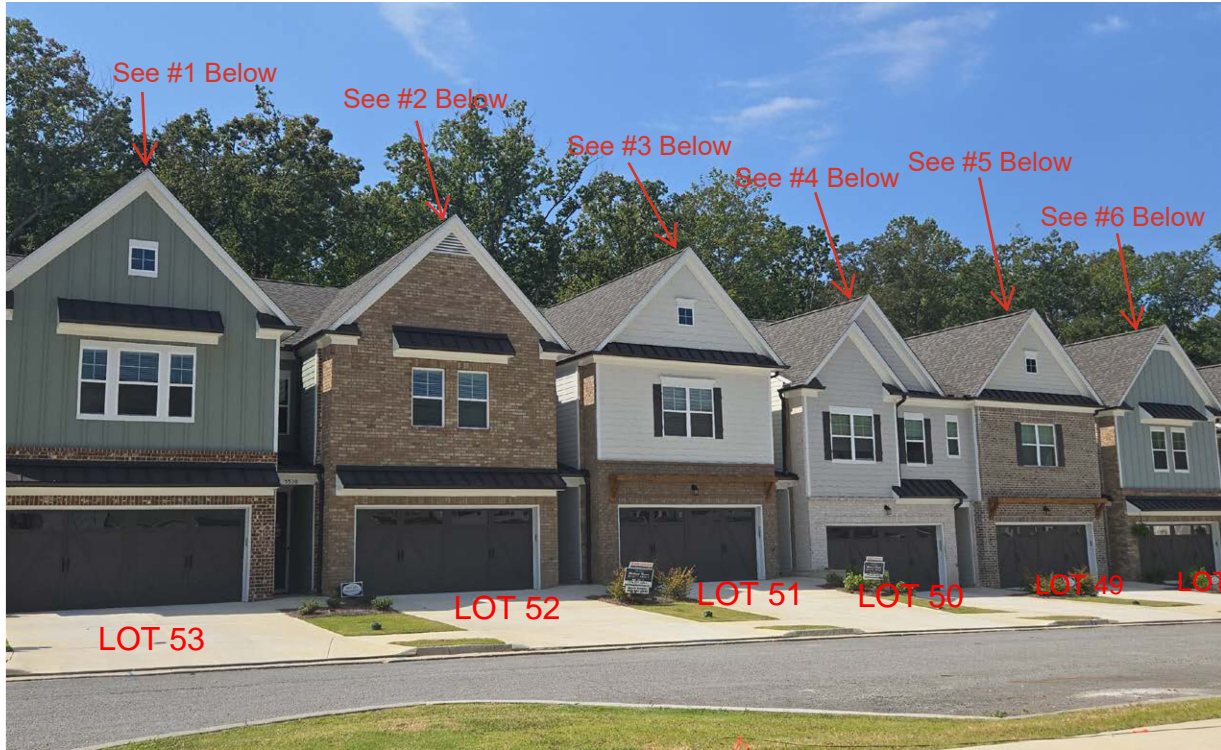 See #1 Below
See #2 Below
See #3 Below
See #4 Below
See #5 Below
See #6 Below
LOT 53
LOT 52
LOT 51
LOT 50
LOT 49
LOT